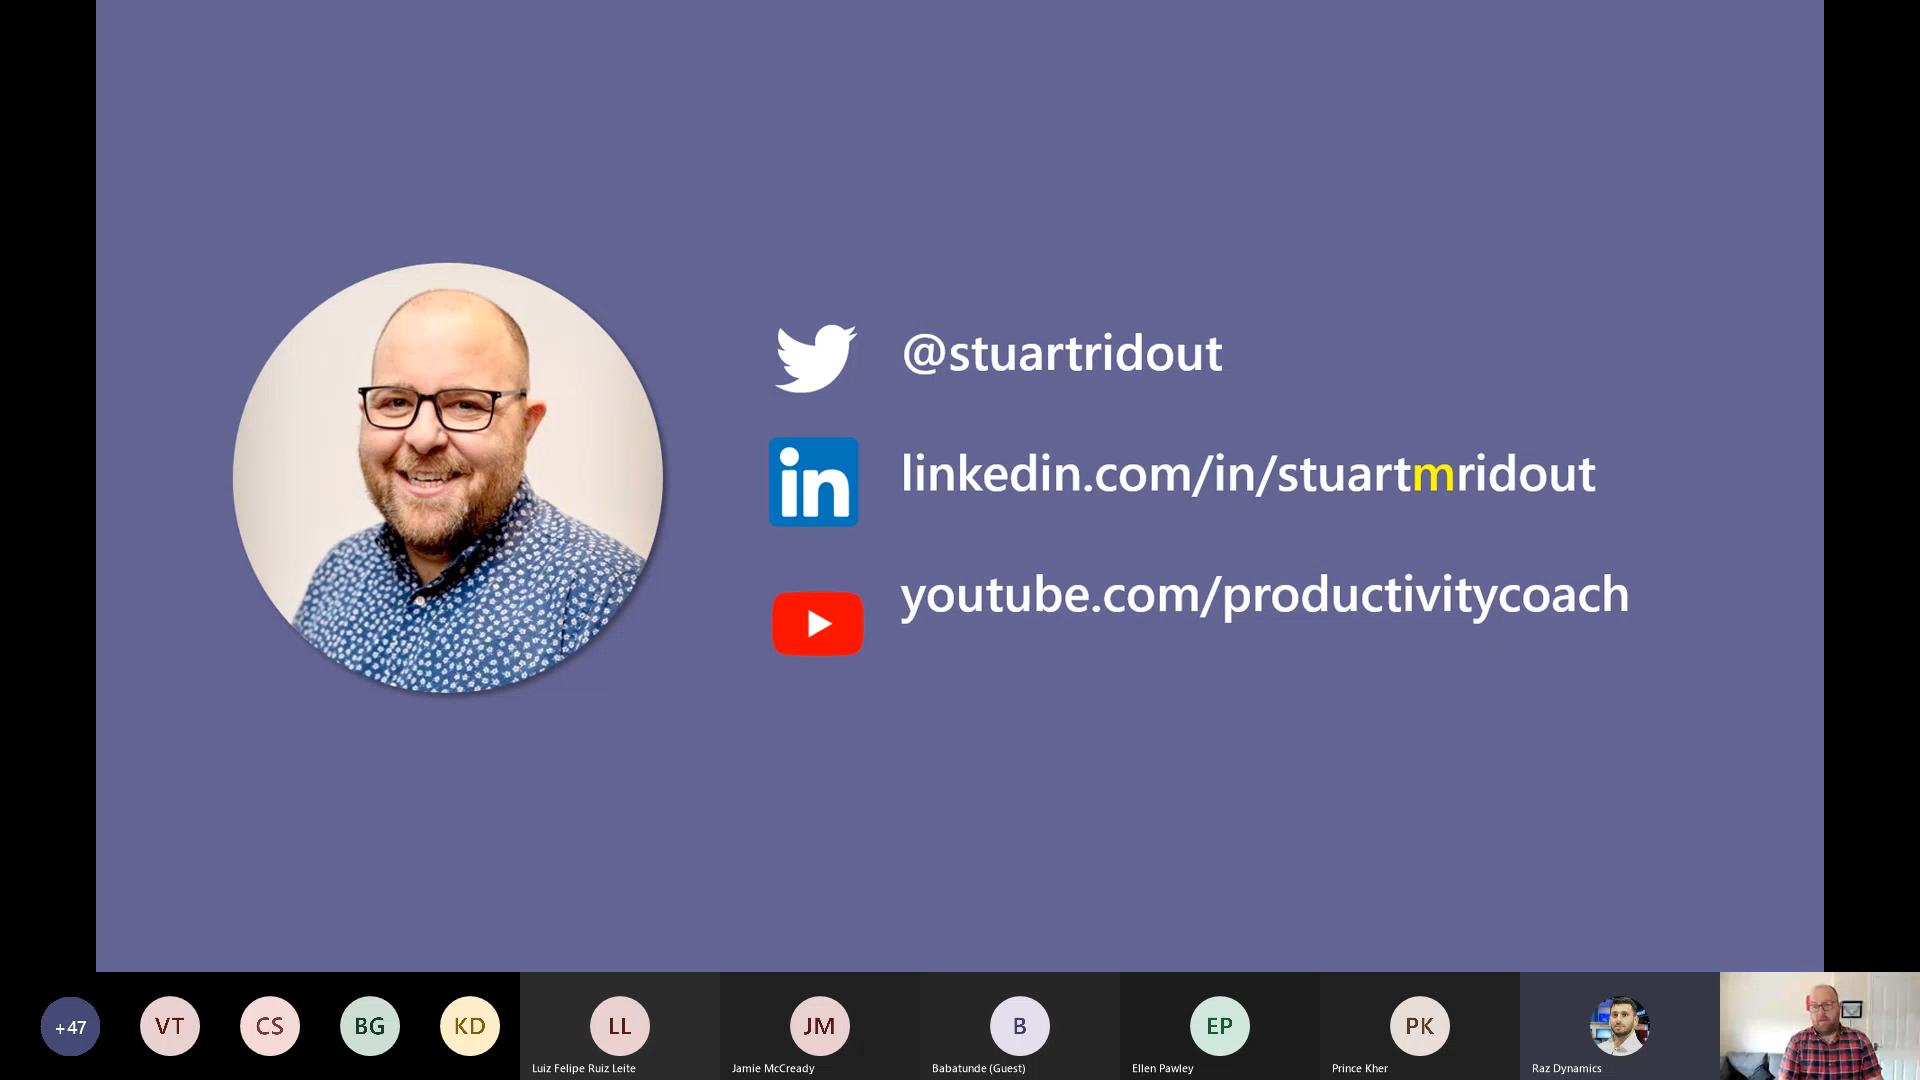 @stuartridout
in
linkedin.com/in/stuartmridout
youtube.com/productivitycoach
+47
VT
CS
BG
KD
LL
JM
B
EP
PK
Luiz Felipe Ruiz Leite
Jamie McCready
Babatunde (Guest)
Ellen Pawley
Prince Kher
Raz Dynamics